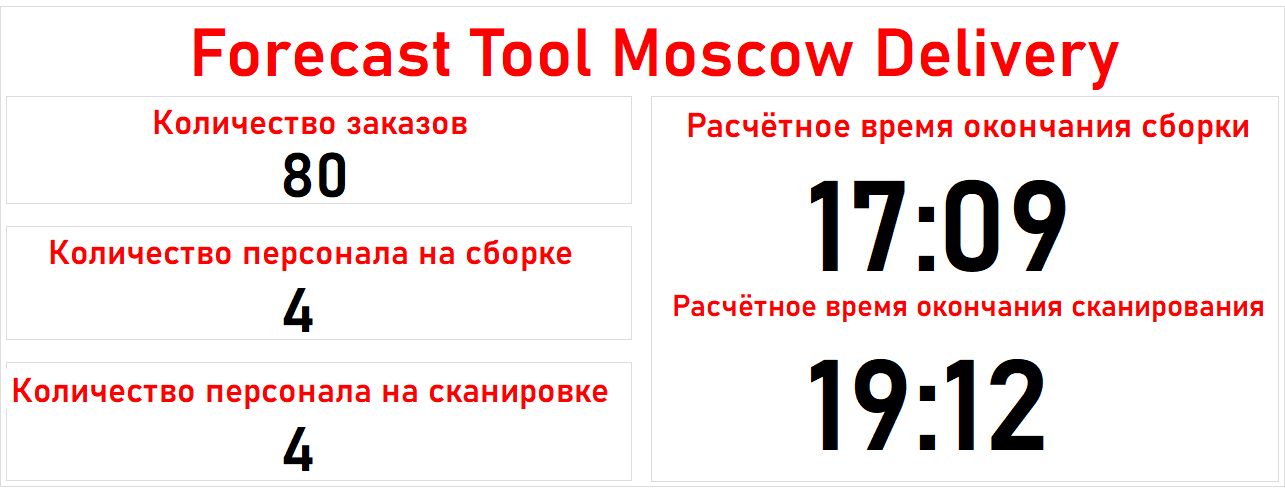 Forecast Tool Moscow Delivery
Количество заказов
80
Количество персонала на сборке
4
Количество персонала на сканировке
4
Расчётное время окончания сборки
17:09
Расчётное время окончания сканирования
19:12